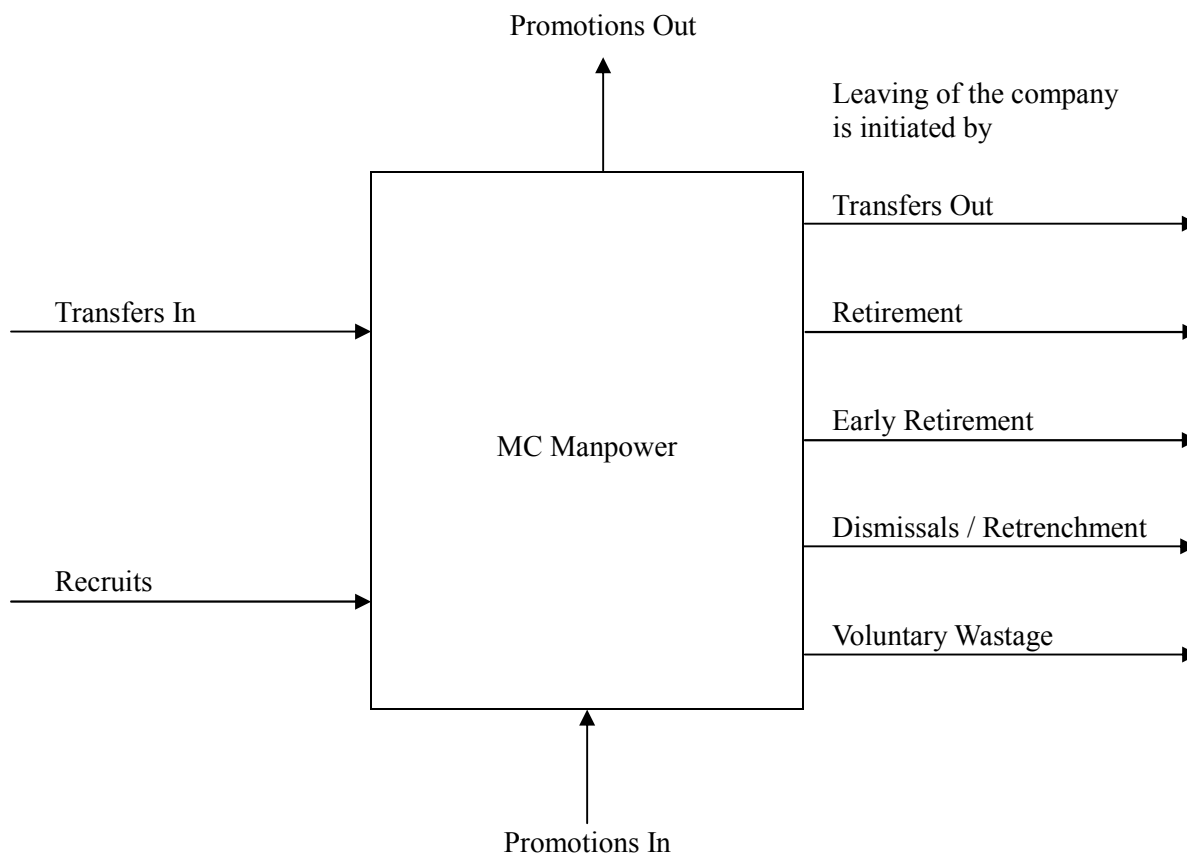 Promotions Out
Leaving of the company
is initiated by
Transfers Out
Transfers In
Retirement
Early Retirement
MC Manpower
Dismissals / Retrenchment
Recruits
Voluntary Wastage
Promotions In